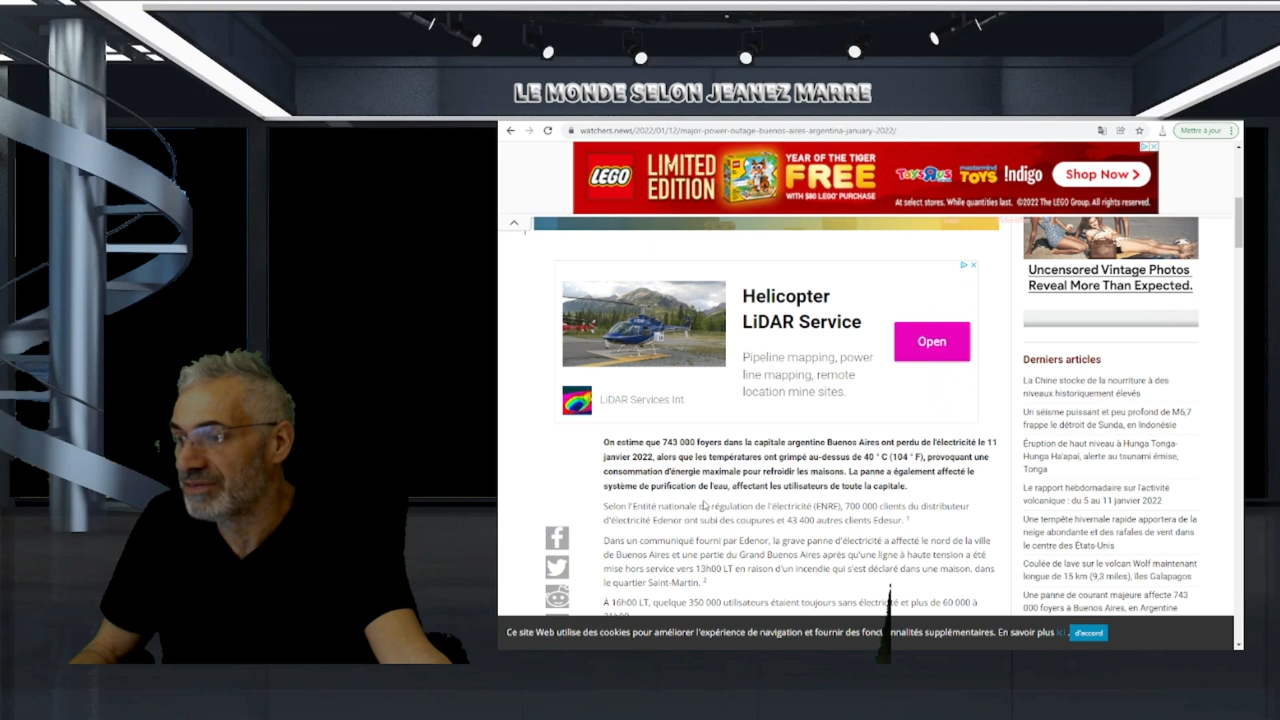 LE MONDE SELON JEANEZ MARRE
watchers.news/2022/01/12/major-power-outage-buenos-aires-argentina-january-2022/
Mettre à jour
LEGO
LIMITED
EDITION
YEAR OF THE TIGER
FREE
WITH $80 LEGO® PURCHASE
TOYSRUS
mastermind
TOYS
!ndigo
Shop Now >
At select stores. While quantities last. ©2022 The LEGO Group. All rights reserved.
Helicopter
LiDAR Service
Pipeline mapping, power
line mapping, remote
location mine sites.
Open
LiDAR Services Int.
On estime que 743 000 foyers dans la capitale argentine Buenos Aires ont perdu de l'électricité le 11
janvier 2022, alors que les températures ont grimpé au-dessus de 40 ° C (104 ° F), provoquant une
consommation d'énergie maximale pour refroidir les maisons. La panne a également affecté le
système de purification de l'eau, affectant les utilisateurs de toute la capitale.
Selon l'Entité nationale de régulation de l'électricité (ENRE), 700 000 clients du distributeur
d'électricité Edenor ont subi des coupures et 43 400 autres clients Edesur. 1
Dans un communiqué fourni par Edenor, la grave panne d'électricité a affecté le nord de la ville
de Buenos Aires et une partie du Grand Buenos Aires après qu'une ligne à haute tension a été
mise hors service vers 13h00 LT en raison d'un incendie qui s'est déclaré dans une maison. dans
le quartier Saint-Martin. 2
À 16h00 LT, quelque 350 000 utilisateurs étaient toujours sans électricité et plus de 60 000 à
Uncensored Vintage Photos
Reveal More Than Expected.
Derniers articles
La Chine stocke de la nourriture à des
niveaux historiquement élevés
Un séisme puissant et peu profond de M6,7
frappe le détroit de Sunda, en Indonésie
Éruption de haut niveau à Hunga Tonga-
Hunga Ha'apai, alerte au tsunami émise,
Tonga
Le rapport hebdomadaire sur l'activité
volcanique : du 5 au 11 janvier 2022
Une tempête hivernale rapide apportera de la
neige abondante et des rafales de vent dans
le centre des États-Unis
Coulée de lave sur le volcan Wolf maintenant
longue de 15 km (9,3 miles), îles Galapagos
Une panne de courant majeure affecte 743
000 foyers à Buenos Aires, en Argentine
Ce site Web utilise des cookies pour améliorer l'expérience de navigation et fournir des fonctionnalités supplémentaires. En savoir plus ici .
d'accord